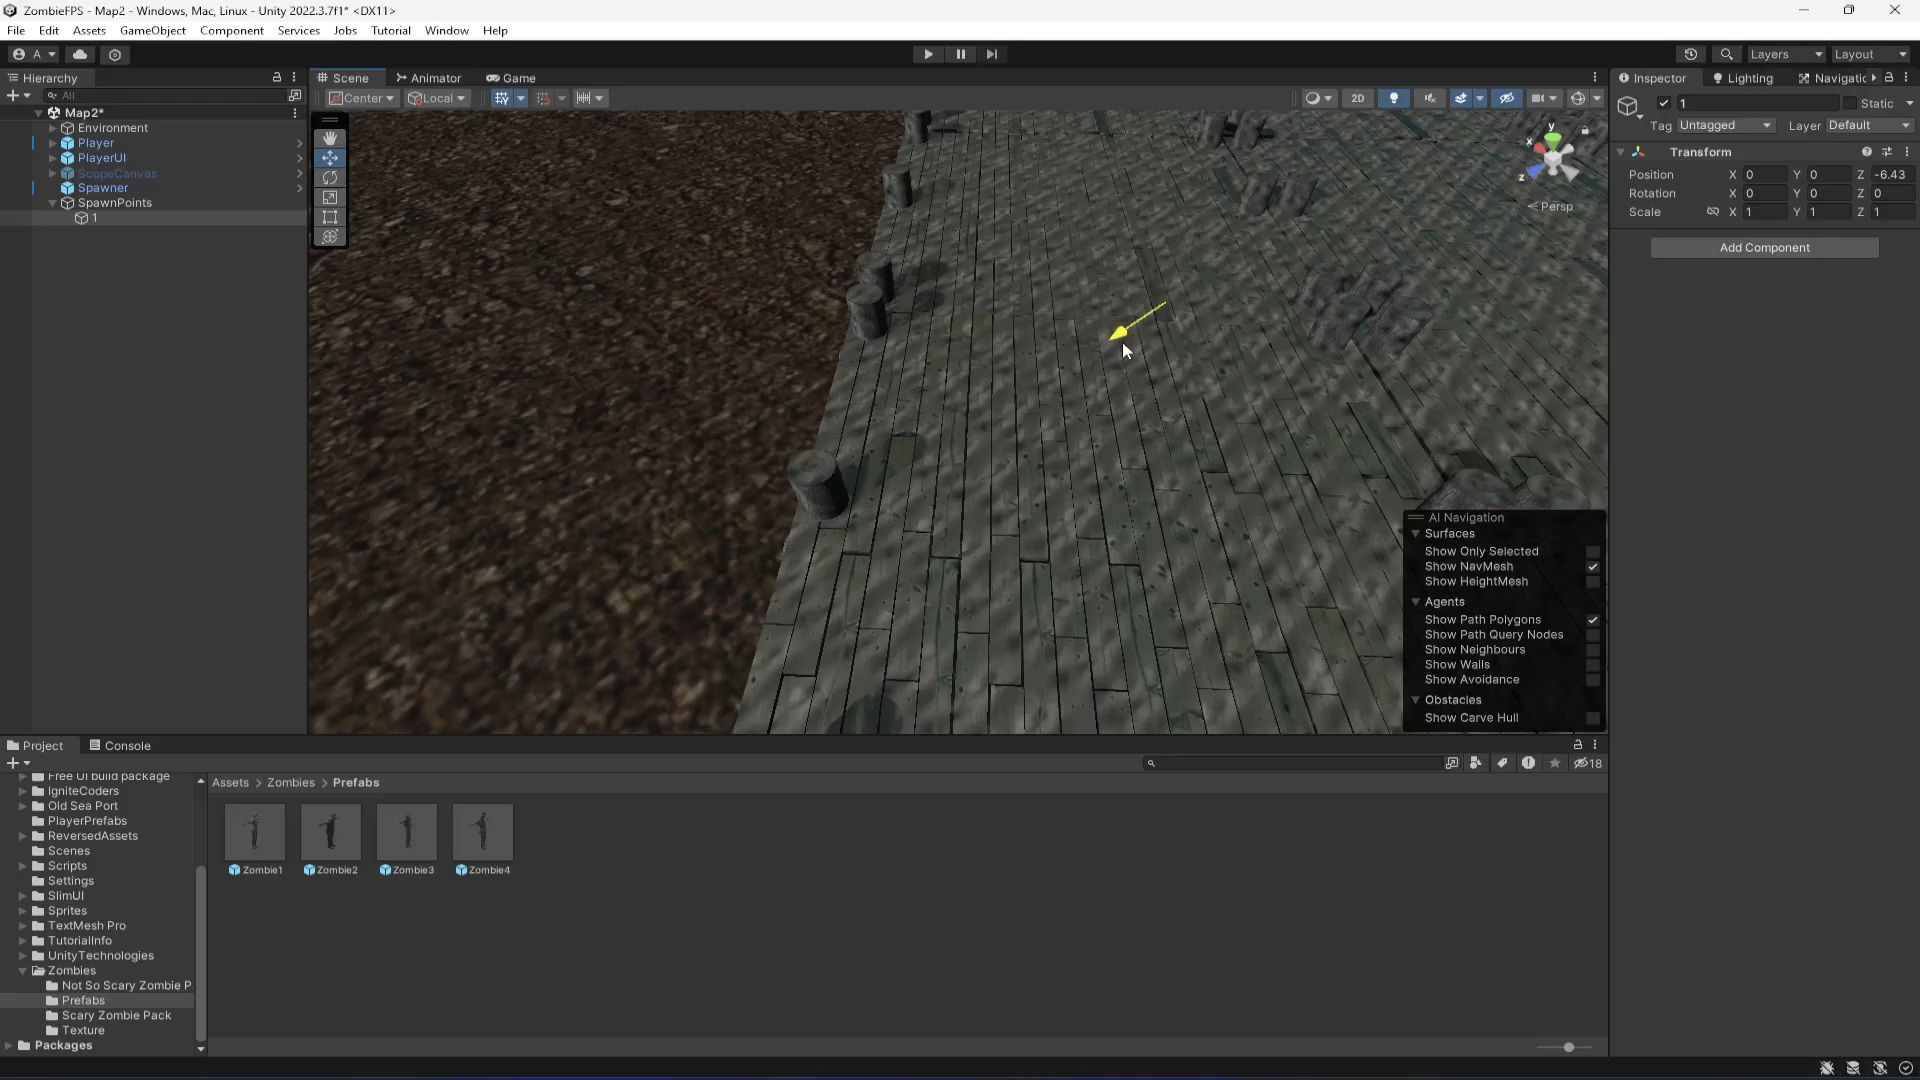 ZombieFPS - Map2 - Windows, Mac, Linux - Unity 2022.3.7f1* <DX11>
File Edit Assets GameObject Component Services Jobs Tutorial Window Help
A Layers Layout
Hierarchy
All
Map2*
Environment
Player
PlayerUI
ScopeCanvas
Spawner
SpawnPoints
1
Scene Animator Game
Center Local 2D
y
x
z
Persp
AI Navigation
Surfaces
Show Only Selected
Show NavMesh
Show HeightMesh
Agents
Show Path Polygons
Show Path Query Nodes
Show Neighbours
Show Walls
Show Avoidance
Obstacles
Show Carve Hull
Inspector Lighting Navigatic
1 Static
Tag Untagged Layer Default
Transform
Position X 0 Y 0 Z -6.43
Rotation X 0 Y 0 Z 0
Scale X 1 Y 1 Z 1
Add Component
Project Console
18
Free UI build package
IgniteCoders
Old Sea Port
PlayerPrefabs
ReversedAssets
Scenes
Scripts
Settings
SlimUI
Sprites
TextMesh Pro
TutorialInfo
UnityTechnologies
Zombies
Not So Scary Zombie P
Prefabs
Scary Zombie Pack
Texture
Packages
Assets > Zombies > Prefabs
Zombie1 Zombie2 Zombie3 Zombie4